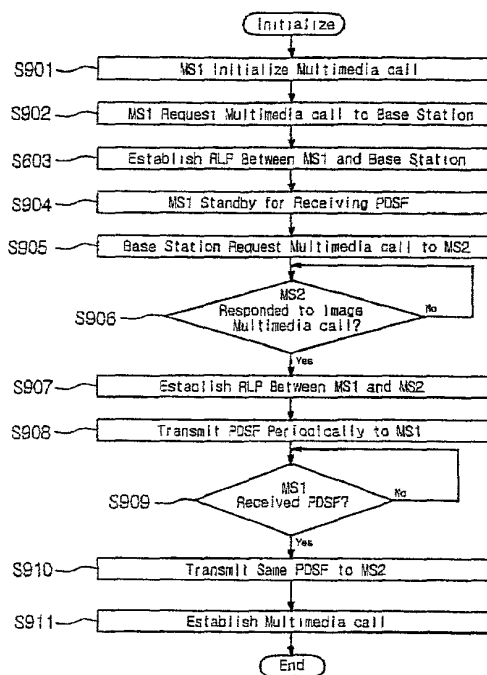 Initialize
S901 MS1 Initialize Multimedia call
S902 MS1 Request Multimedia call to Base Station
S603 Establish RLP Between MS1 and Base Station
S904 MS1 Standby for Receiving PDSF
S905 Base Station Request Multimedia call to MS2
S906 MS2
Responded to Image
Multimedia call?
No
Yes
S907 Establish RLP Between MS1 and MS2
S908 Transmit PDSF Periodically to MS1
S909 MS1
Received PDSF?
No
Yes
S910 Transmit Same PDSF to MS2
S911 Establish Multimedia call
End